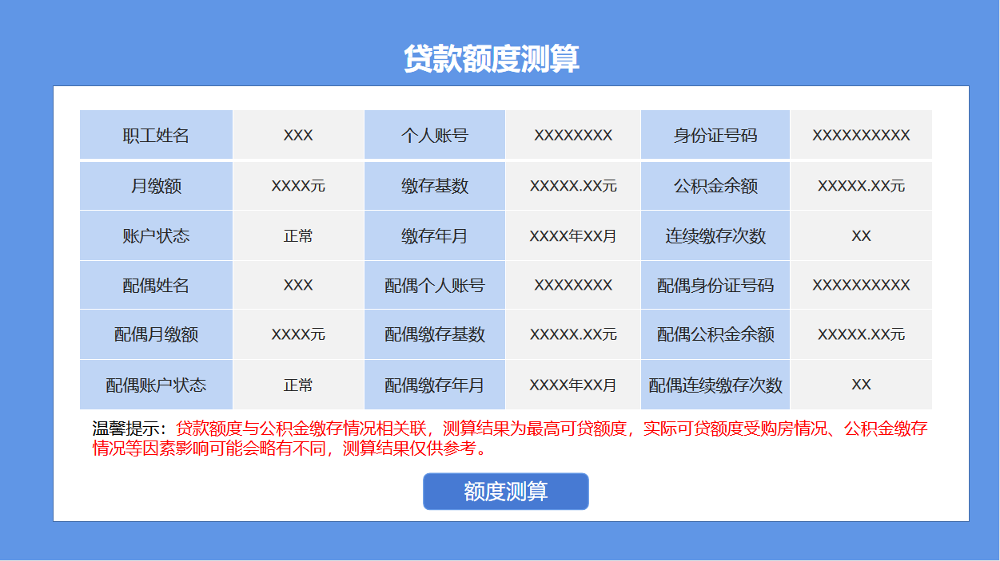 贷款额度测算
职工姓名 XXX 个人账号 XXXXXXXX 身份证号码 XXXXXXXXXX
月缴额 XXXX元 缴存基数 XXXXX.XX元 公积金余额 XXXXX.XX元
账户状态 正常 缴存年月 XXXX年XX月 连续缴存次数 XX
配偶姓名 XXX 配偶个人账号 XXXXXXXX 配偶身份证号码 XXXXXXXXXX
配偶月缴额 XXXX元 配偶缴存基数 XXXXX.XX元 配偶公积金余额 XXXXX.XX元
配偶账户状态 正常 配偶缴存年月 XXXX年XX月 配偶连续缴存次数 XX
温馨提示：贷款额度与公积金缴存情况相关联，测算结果为最高可贷额度，实际可贷额度受购房情况、公积金缴存
情况等因素影响可能会略有不同，测算结果仅供参考。
额度测算